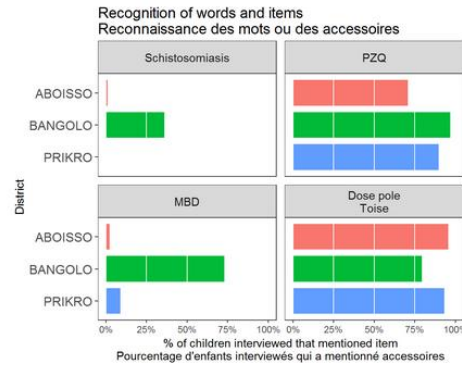 Recognition of words and items
Reconnaissance des mots ou des accessoires
Schistosomiasis
PZQ
ABOISSO
BANGOLO
PRIKRO
MBD
Dose pole
Toise
ABOISSO
BANGOLO
PRIKRO
District
0% 25% 50% 75% 100% 0% 25% 50% 75% 100%
% of children interviewed that mentioned item
Pourcentage d'enfants interviewés qui a mentionné accessoires